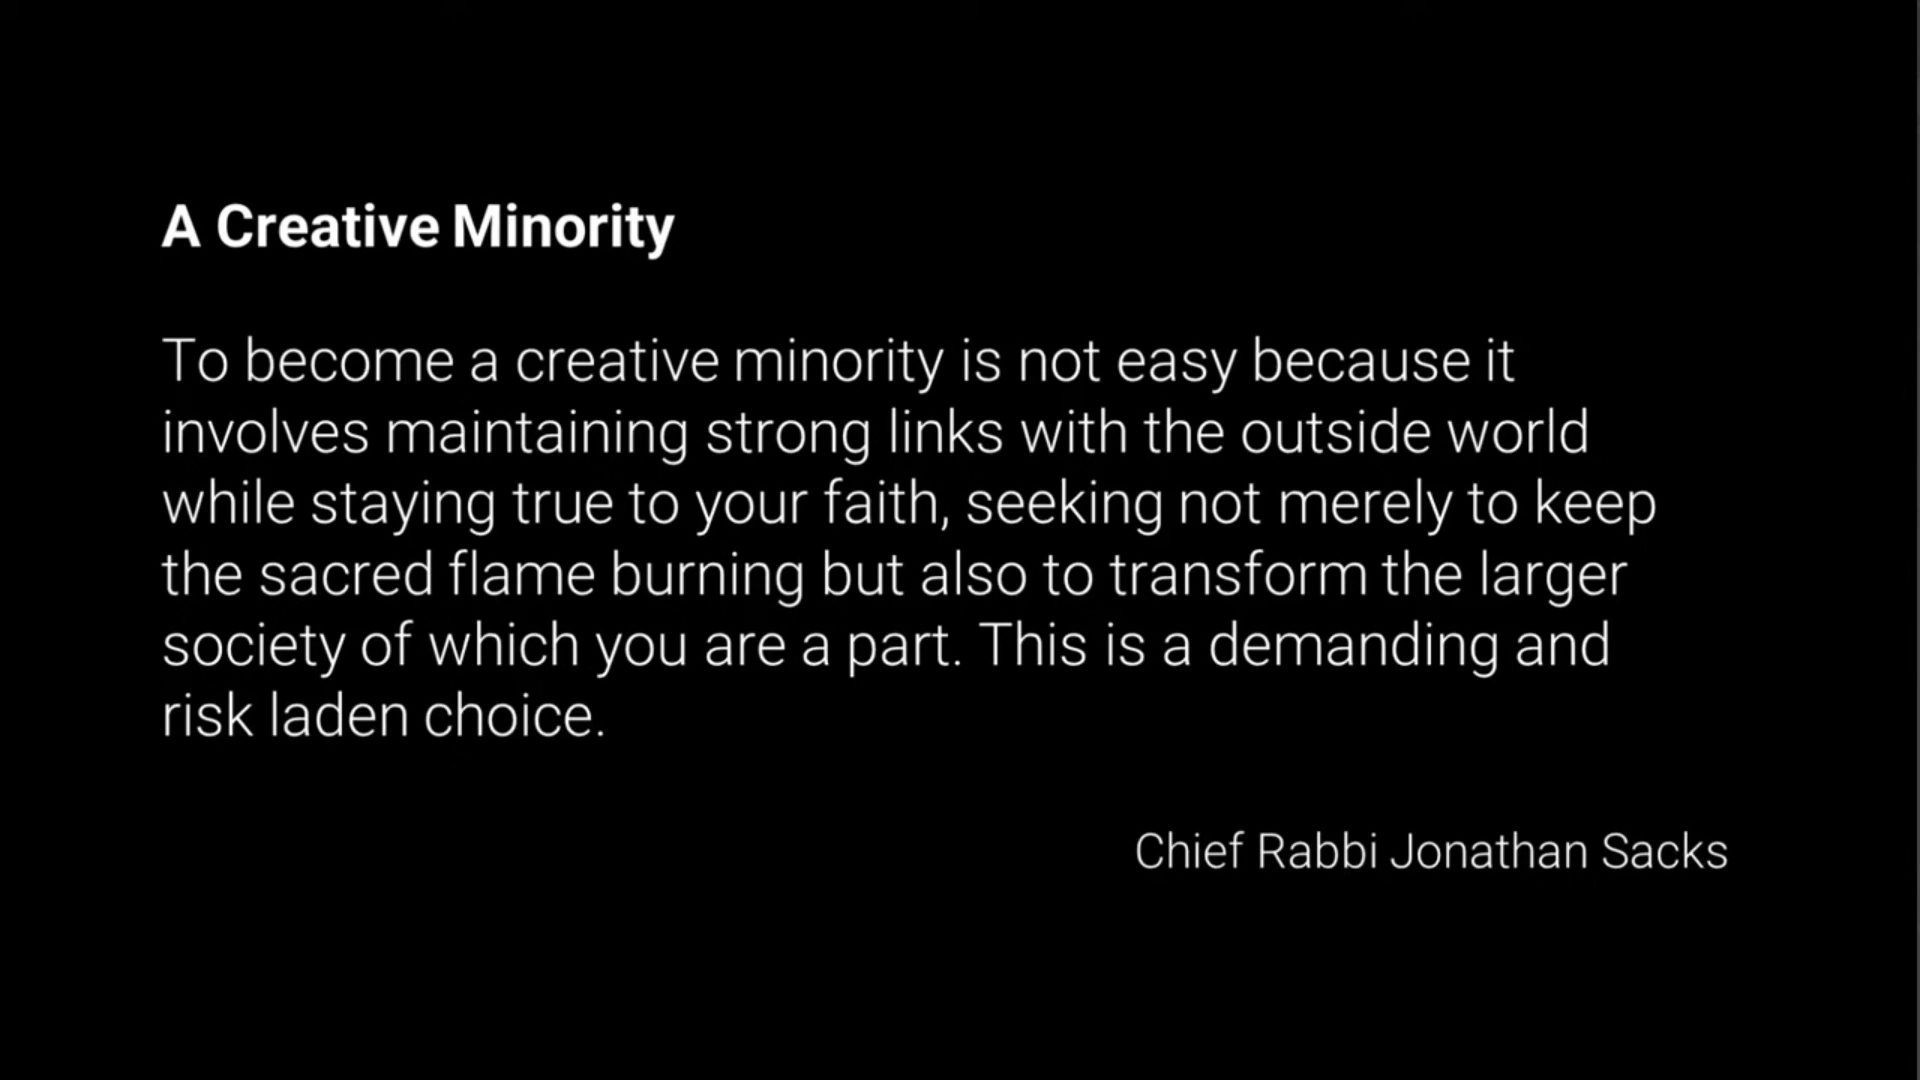 A Creative Minority
To become a creative minority is not easy because it
involves maintaining strong links with the outside world
while staying true to your faith, seeking not merely to keep
the sacred flame burning but also to transform the larger
society of which you are a part. This is a demanding and
risk laden choice.
Chief Rabbi Jonathan Sacks